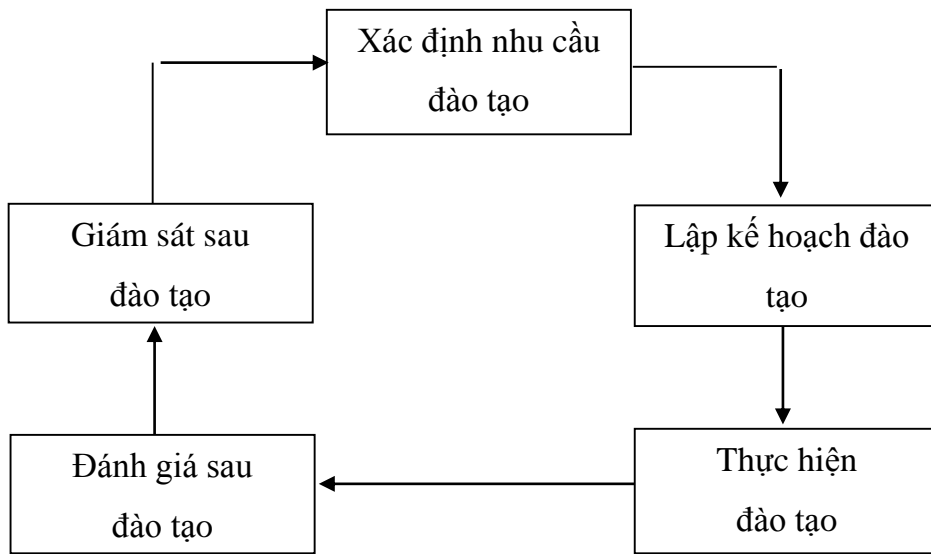 Xác định nhu cầu
đào tạo
Lập kế hoạch đào
tạo
Thực hiện
đào tạo
Đánh giá sau
đào tạo
Giám sát sau
đào tạo